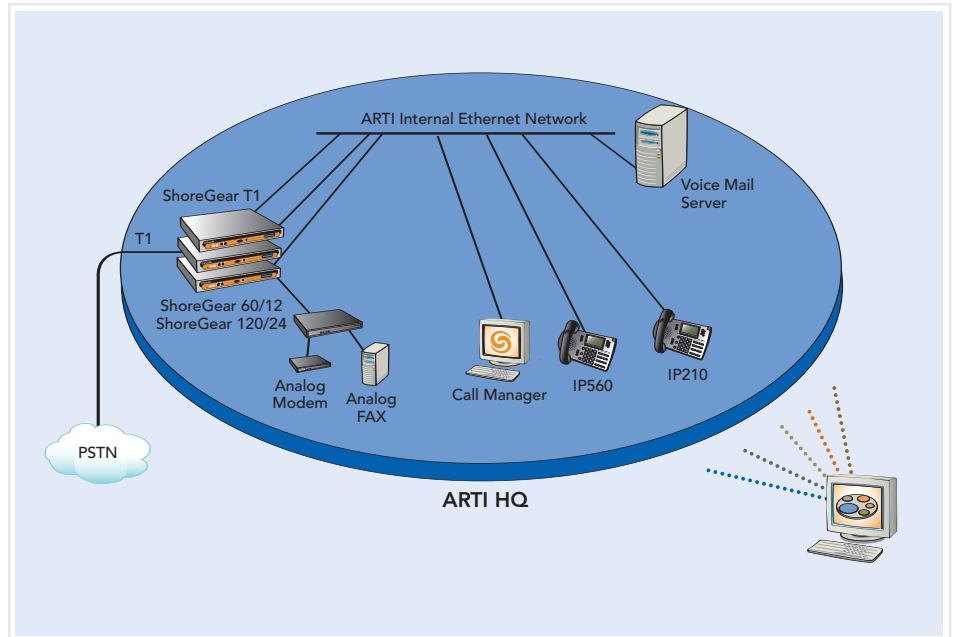 ARTI Internal Ethernet Network
Voice Mail
Server
ShoreGear T1
T1
ShoreGear 60/12
ShoreGear 120/24
Analog
Modem
Analog
FAX
Call Manager
IP560
IP210
PSTN
ARTI HQ